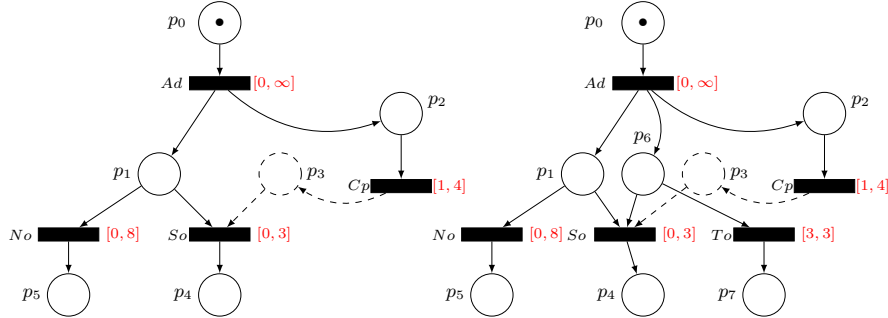 p0 p0
Ad [0, ∞] Ad [0, ∞]
p2 p2
p6
p1 p3 p1 p3
Cp [1, 4] Cp [1, 4]
No [0, 8] So [0, 3] No [0, 8] So [0, 3] To [3, 3]
p5 p4 p5 p4 p7